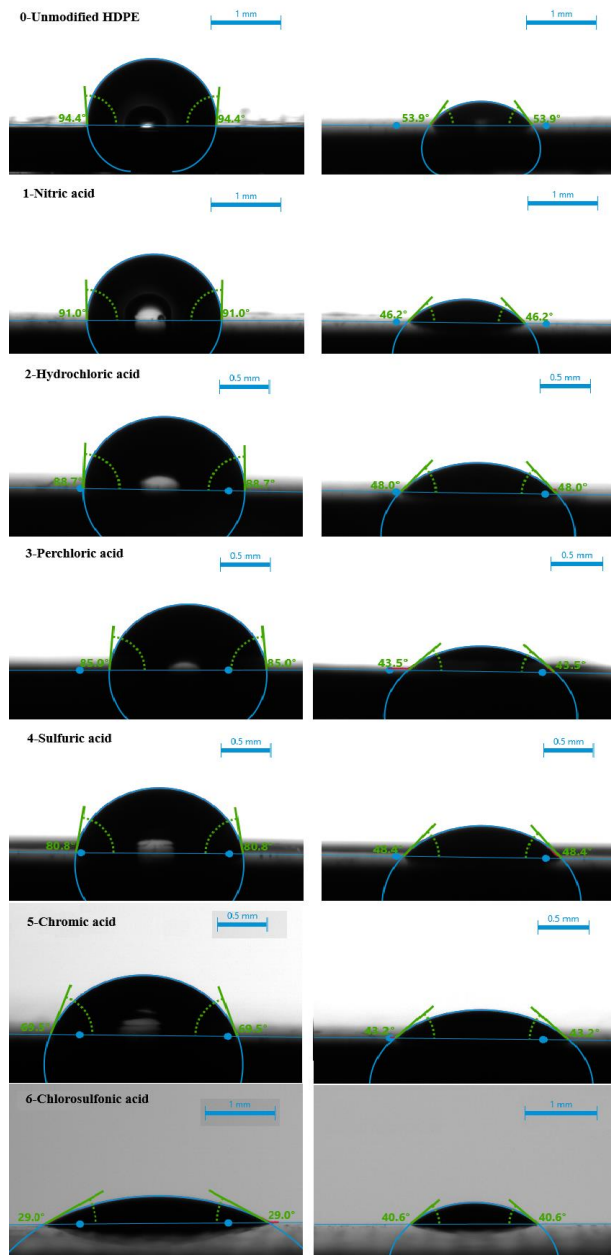 0-Unmodified HDPE
1 mm
1 mm
94.4° 94.4°
53.9° 53.9°
1-Nitric acid
1 mm
1 mm
91.0° 91.0°
46.2° 46.2°
2-Hydrochloric acid
0.5 mm
0.5 mm
88.7° 88.7°
48.0° 48.0°
3-Perchloric acid
0.5 mm
0.5 mm
85.0° 85.0°
43.5° 43.5°
4-Sulfuric acid
0.5 mm
0.5 mm
80.8° 80.8°
48.4° 48.4°
5-Chromic acid
0.5 mm
0.5 mm
69.5° 69.5°
43.2° 43.2°
6-Chlorosulfonic acid
1 mm
1 mm
29.0° 29.0°
40.6° 40.6°